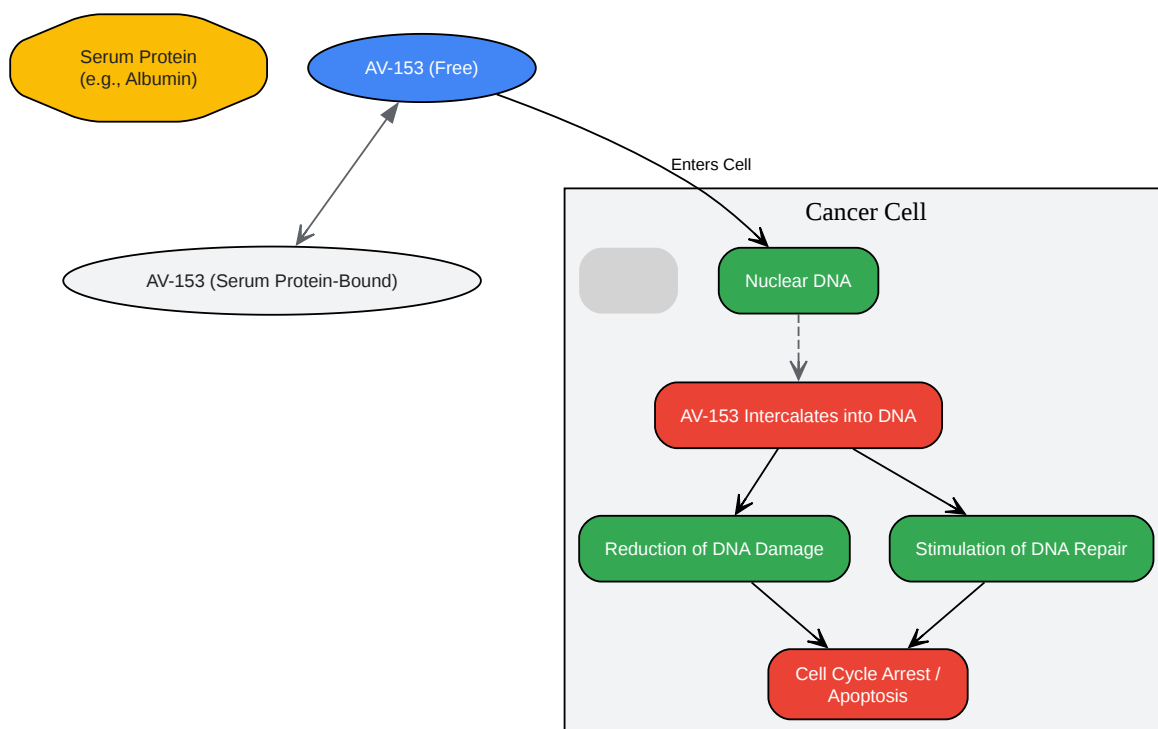 Serum Protein
(e.g., Albumin)
AV-153 (Free)
Enters Cell
Cancer Cell
AV-153 (Serum Protein-Bound)
Nuclear DNA
AV-153 Intercalates into DNA
Reduction of DNA Damage
Stimulation of DNA Repair
Cell Cycle Arrest /
Apoptosis